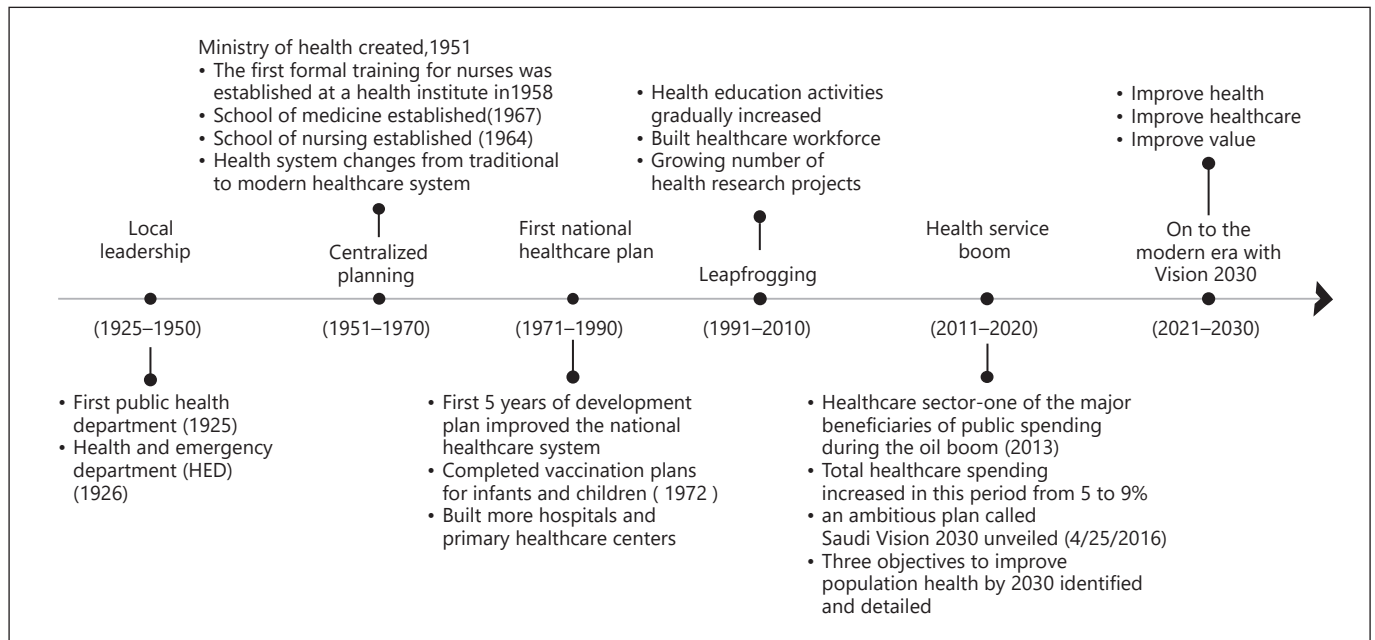 Ministry of health created,1951
• The first formal training for nurses was
established at a health institute in1958
• School of medicine established(1967)
• School of nursing established (1964)
• Health system changes from traditional
to modern healthcare system
• Health education activities
gradually increased
• Built healthcare workforce
• Growing number of
health research projects
• Improve health
• Improve healthcare
• Improve value
Local
leadership
Centralized
planning
First national
healthcare plan
Leapfrogging
Health service
boom
On to the
modern era with
Vision 2030
(1925–1950)
(1951–1970)
(1971–1990)
(1991–2010)
(2011–2020)
(2021–2030)
• First public health
department (1925)
• Health and emergency
department (HED)
(1926)
• First 5 years of development
plan improved the national
healthcare system
• Completed vaccination plans
for infants and children ( 1972 )
• Built more hospitals and
primary healthcare centers
• Healthcare sector-one of the major
beneficiaries of public spending
during the oil boom (2013)
• Total healthcare spending
increased in this period from 5 to 9%
• an ambitious plan called
Saudi Vision 2030 unveiled (4/25/2016)
• Three objectives to improve
population health by 2030 identified
and detailed